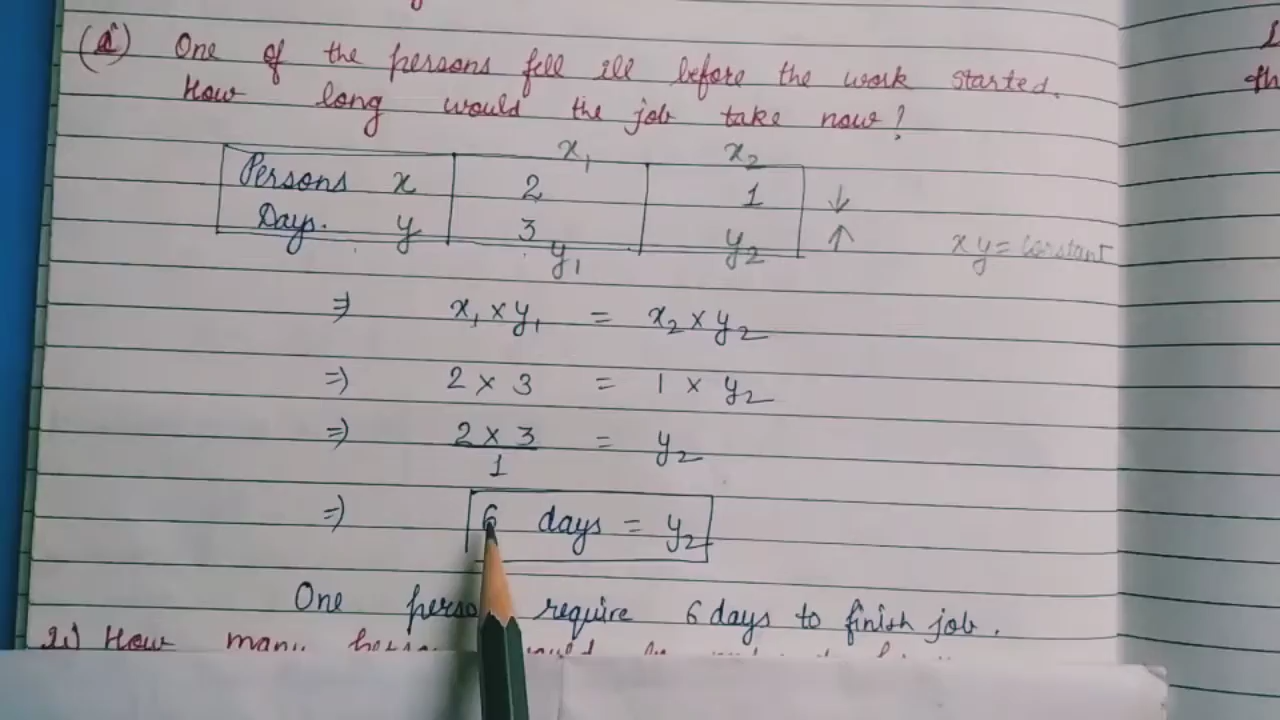 One of the persons fell ill before the work started.
How long would the job take now?
x₁ x₂
Persons x 2 1 ↓
Days. y 3 y₂ ↑
y₁
xy = constant
⇒ x₁ × y₁ = x₂ × y₂
⇒ 2 × 3 = 1 × y₂
⇒ 2 × 3 / 1 = y₂
⇒ 6 days = y₂
One require 6 days to finish job.
How many